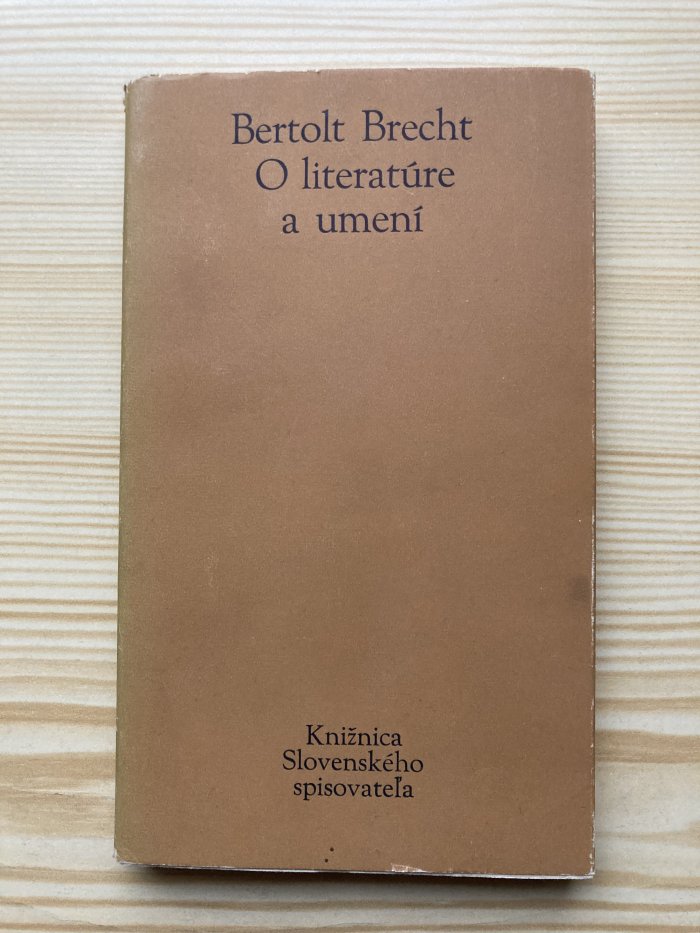 Bertolt Brecht
O literatúre
a umení
Knižnica
Slovenského
spisovateľa